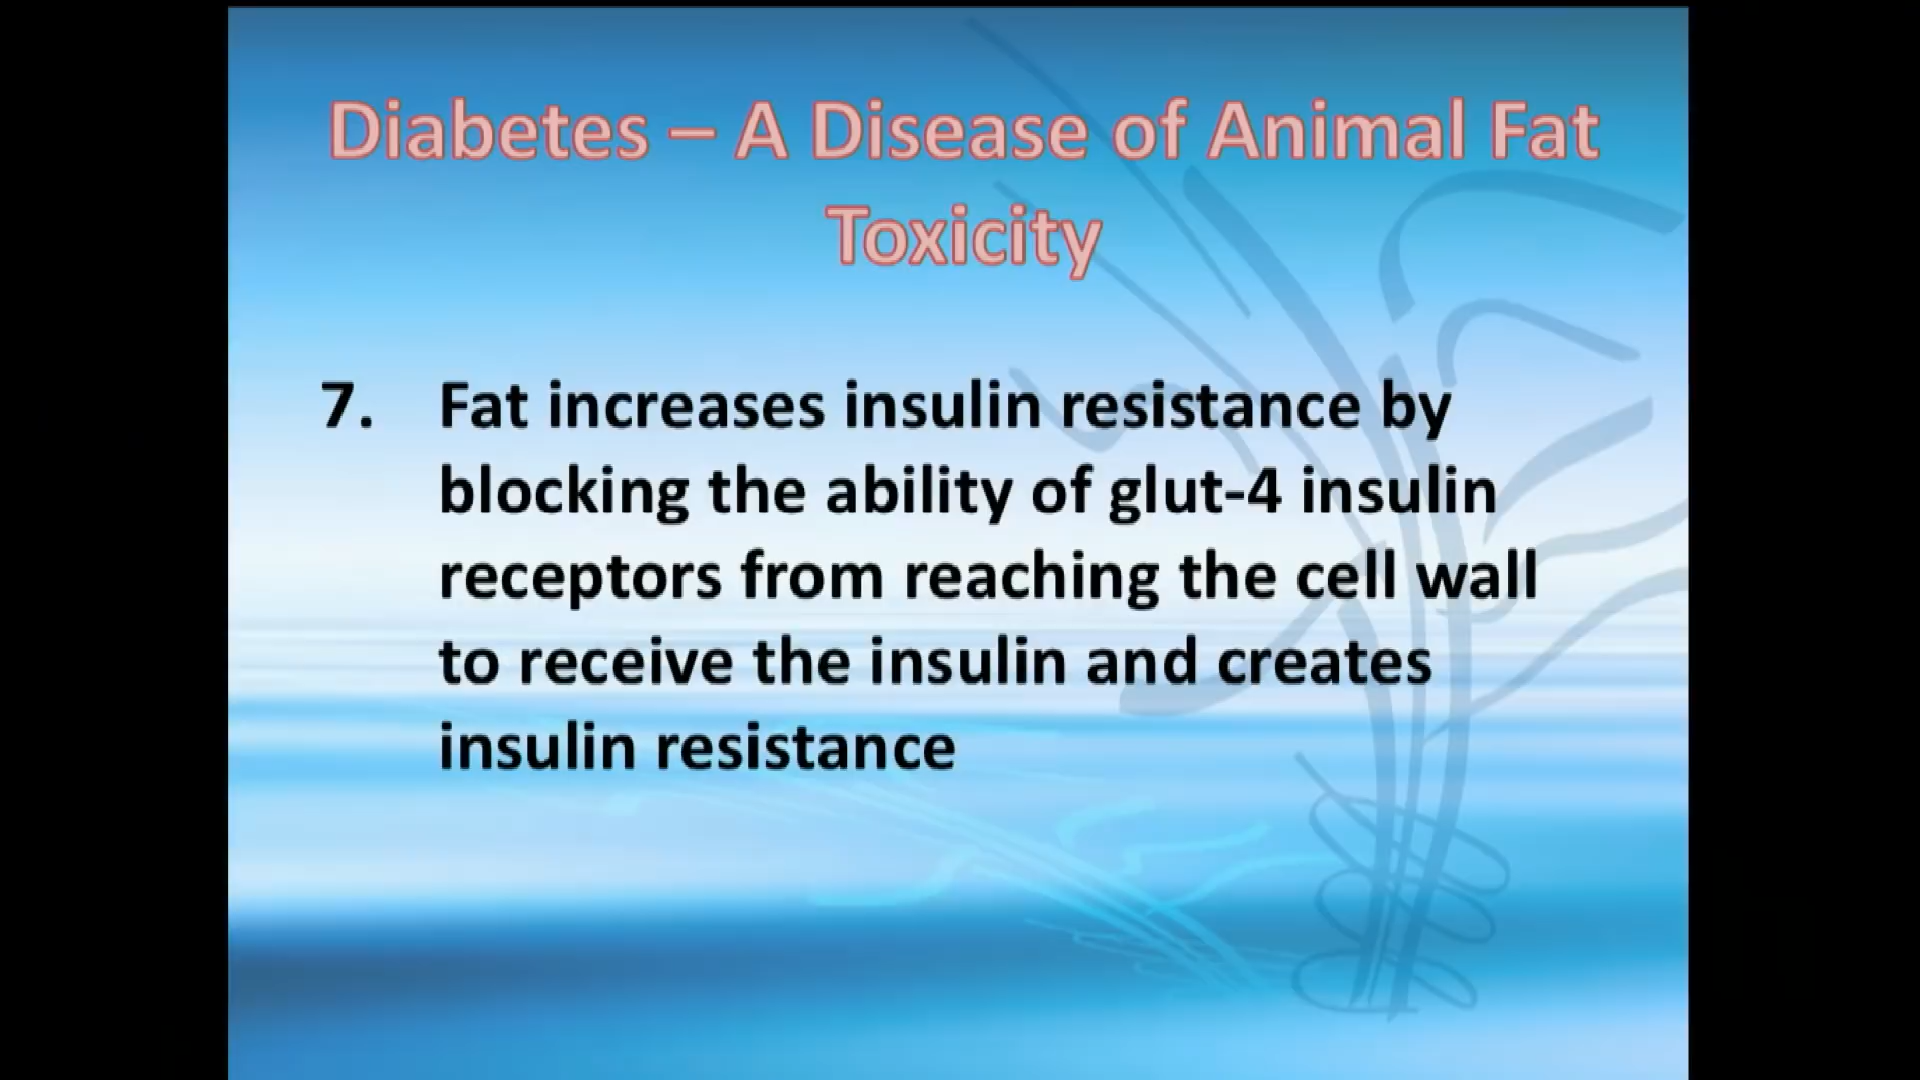 Diabetes – A Disease of Animal Fat
Toxicity
7. Fat increases insulin resistance by
blocking the ability of glut-4 insulin
receptors from reaching the cell wall
to receive the insulin and creates
insulin resistance